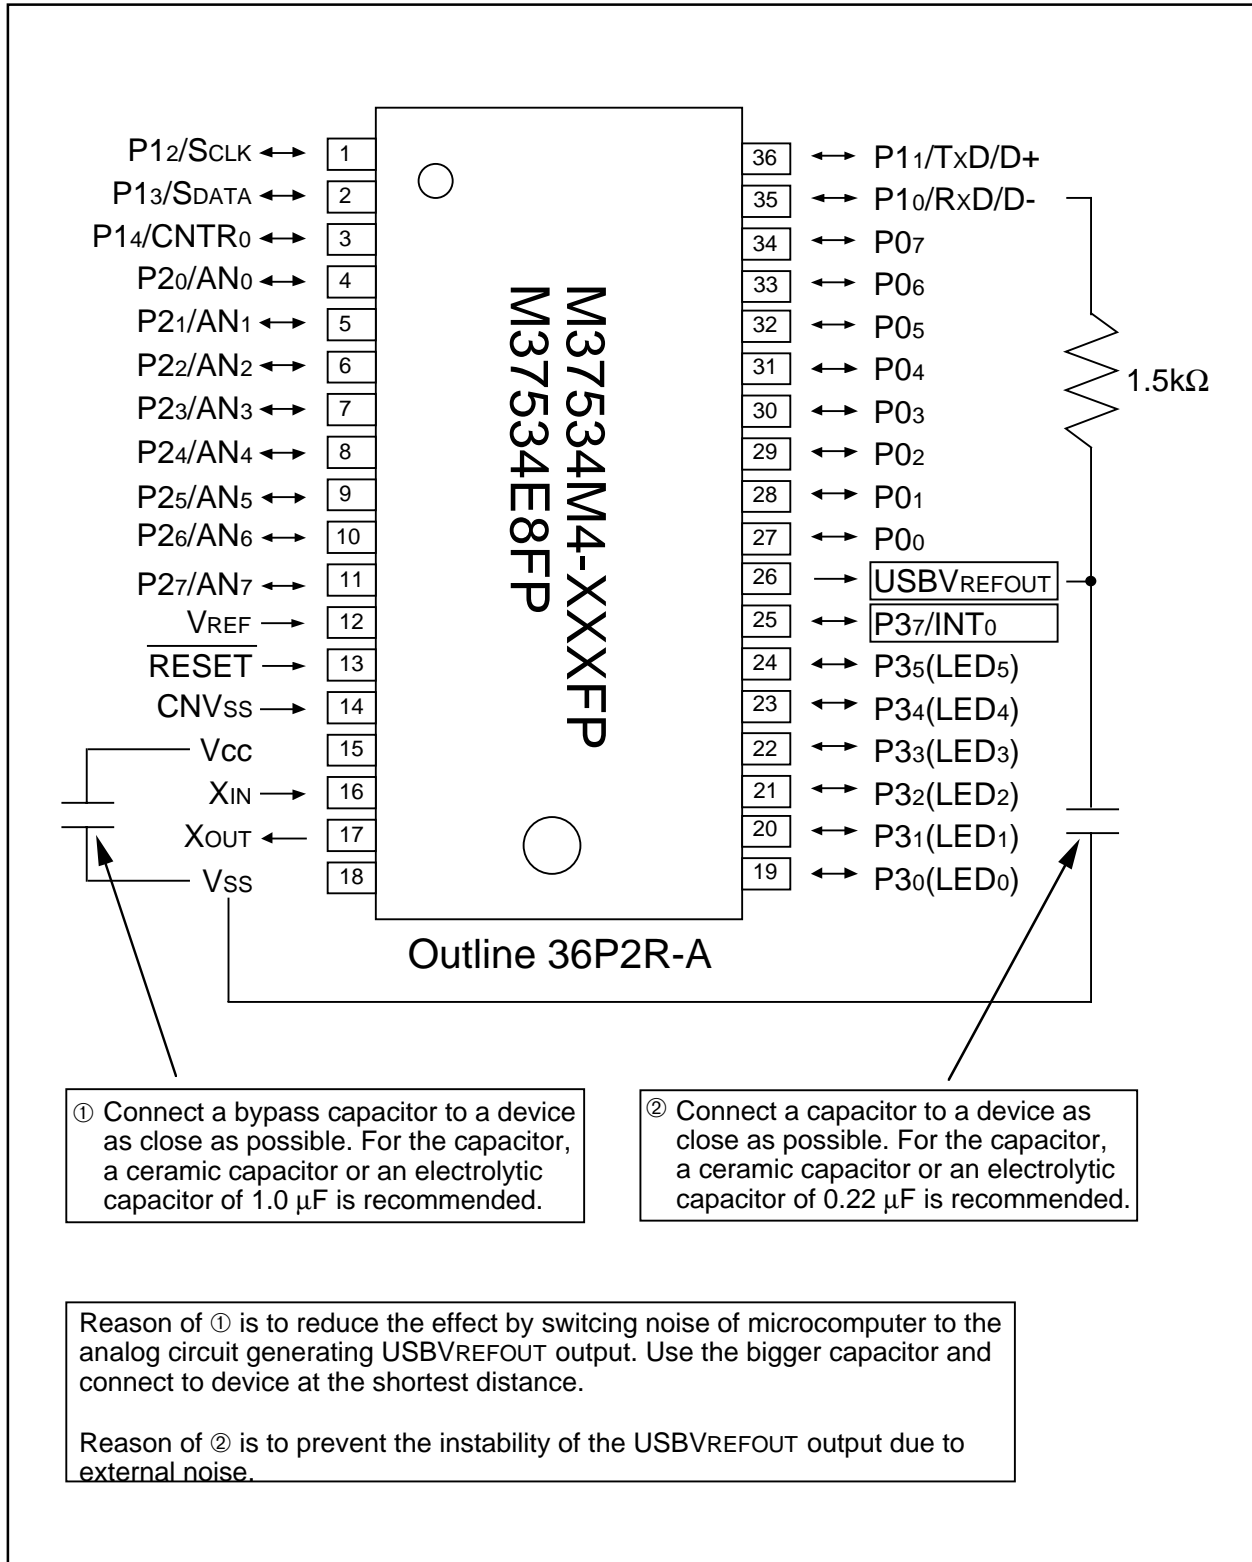 P12/SCLK
1
P13/SDATA
2
P14/CNTR0
3
P20/AN0
4
P21/AN1
5
P22/AN2
6
P23/AN3
7
P24/AN4
8
P25/AN5
9
P26/AN6
10
P27/AN7
11
VREF
12
RESET
13
CNVSS
14
Vcc
15
XIN
16
XOUT
17
VSS
18
M37534M4-XXXFP
M37534E8FP
36
P11/TXD/D+
35
P10/RXD/D-
34
P07
33
P06
32
P05
31
P04
30
P03
29
P02
28
P01
27
P00
26
USBVREFOUT
25
P37/INT0
24
P35(LED5)
23
P34(LED4)
22
P33(LED3)
21
P32(LED2)
20
P31(LED1)
19
P30(LED0)
1.5kΩ
Outline 36P2R-A
① Connect a bypass capacitor to a device
as close as possible. For the capacitor,
a ceramic capacitor or an electrolytic
capacitor of 1.0 μF is recommended.
② Connect a capacitor to a device as
close as possible. For the capacitor,
a ceramic capacitor or an electrolytic
capacitor of 0.22 μF is recommended.
Reason of ① is to reduce the effect by switcing noise of microcomputer to the
analog circuit generating USBVREFOUT output. Use the bigger capacitor and
connect to device at the shortest distance.
Reason of ② is to prevent the instability of the USBVREFOUT output due to
external noise.